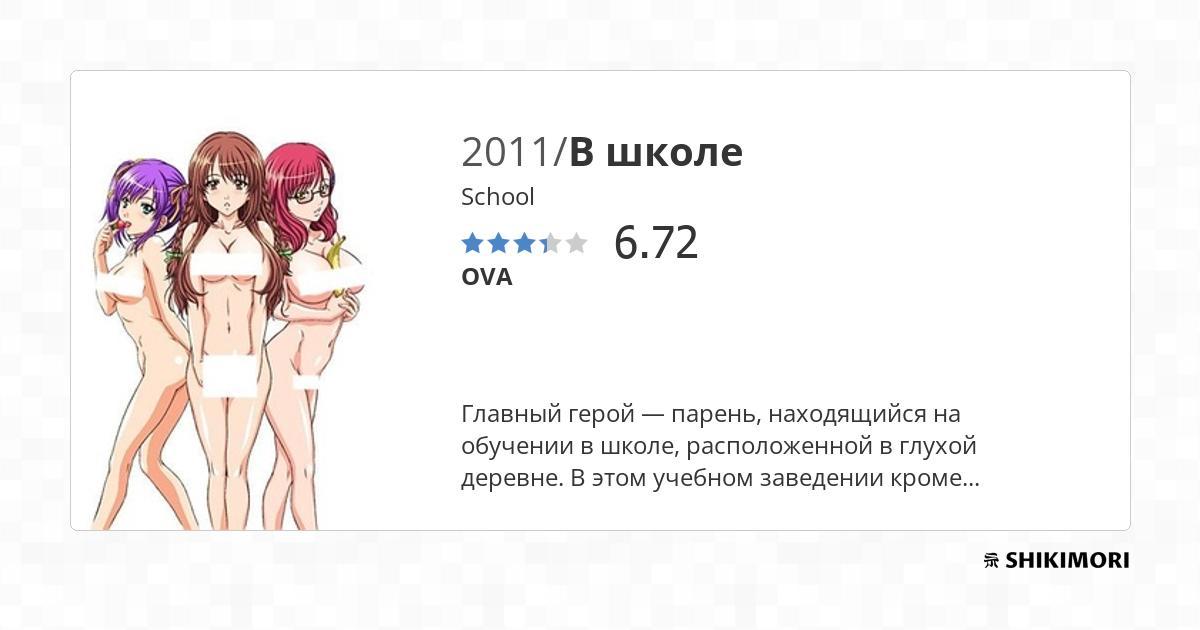 2011/В школе
School
6.72
OVA
Главный герой — парень, находящийся на
обучении в школе, расположенной в глухой
деревне. В этом учебном заведении кроме...
SHIKIMORI